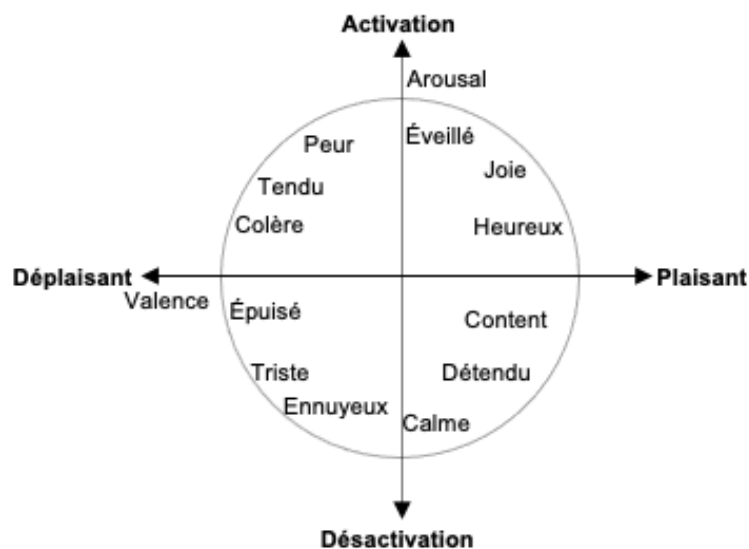 Activation
Arousal
Éveillé
Peur
Joie
Tendu
Colère
Heureux
Déplaisant
Plaisant
Valence
Épuisé
Content
Triste
Détendu
Ennuyeux
Calme
Désactivation